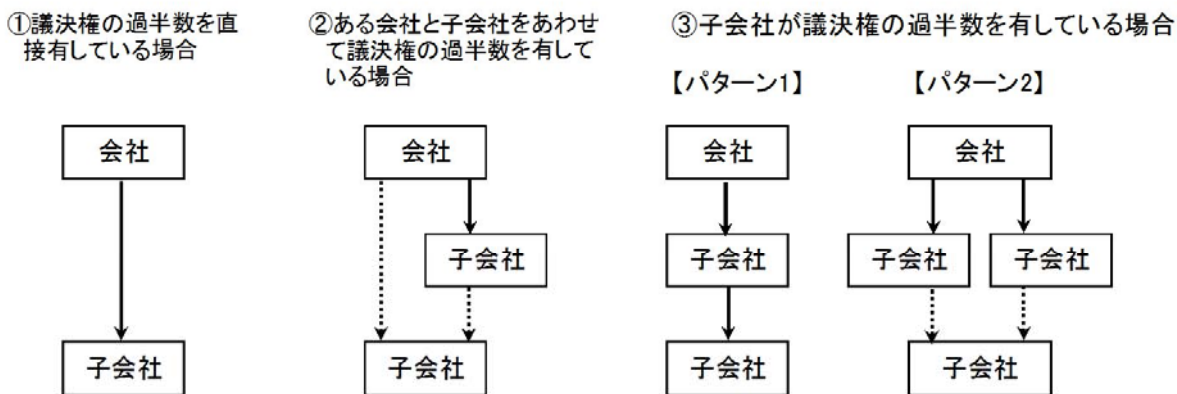 ①議決権の過半数を直
接有している場合
②ある会社と子会社をあわせ
て議決権の過半数を有して
いる場合
③子会社が議決権の過半数を有している場合
【パターン1】
【パターン2】
会社
会社
会社
会社
子会社
子会社
子会社
子会社
子会社
子会社
子会社
子会社